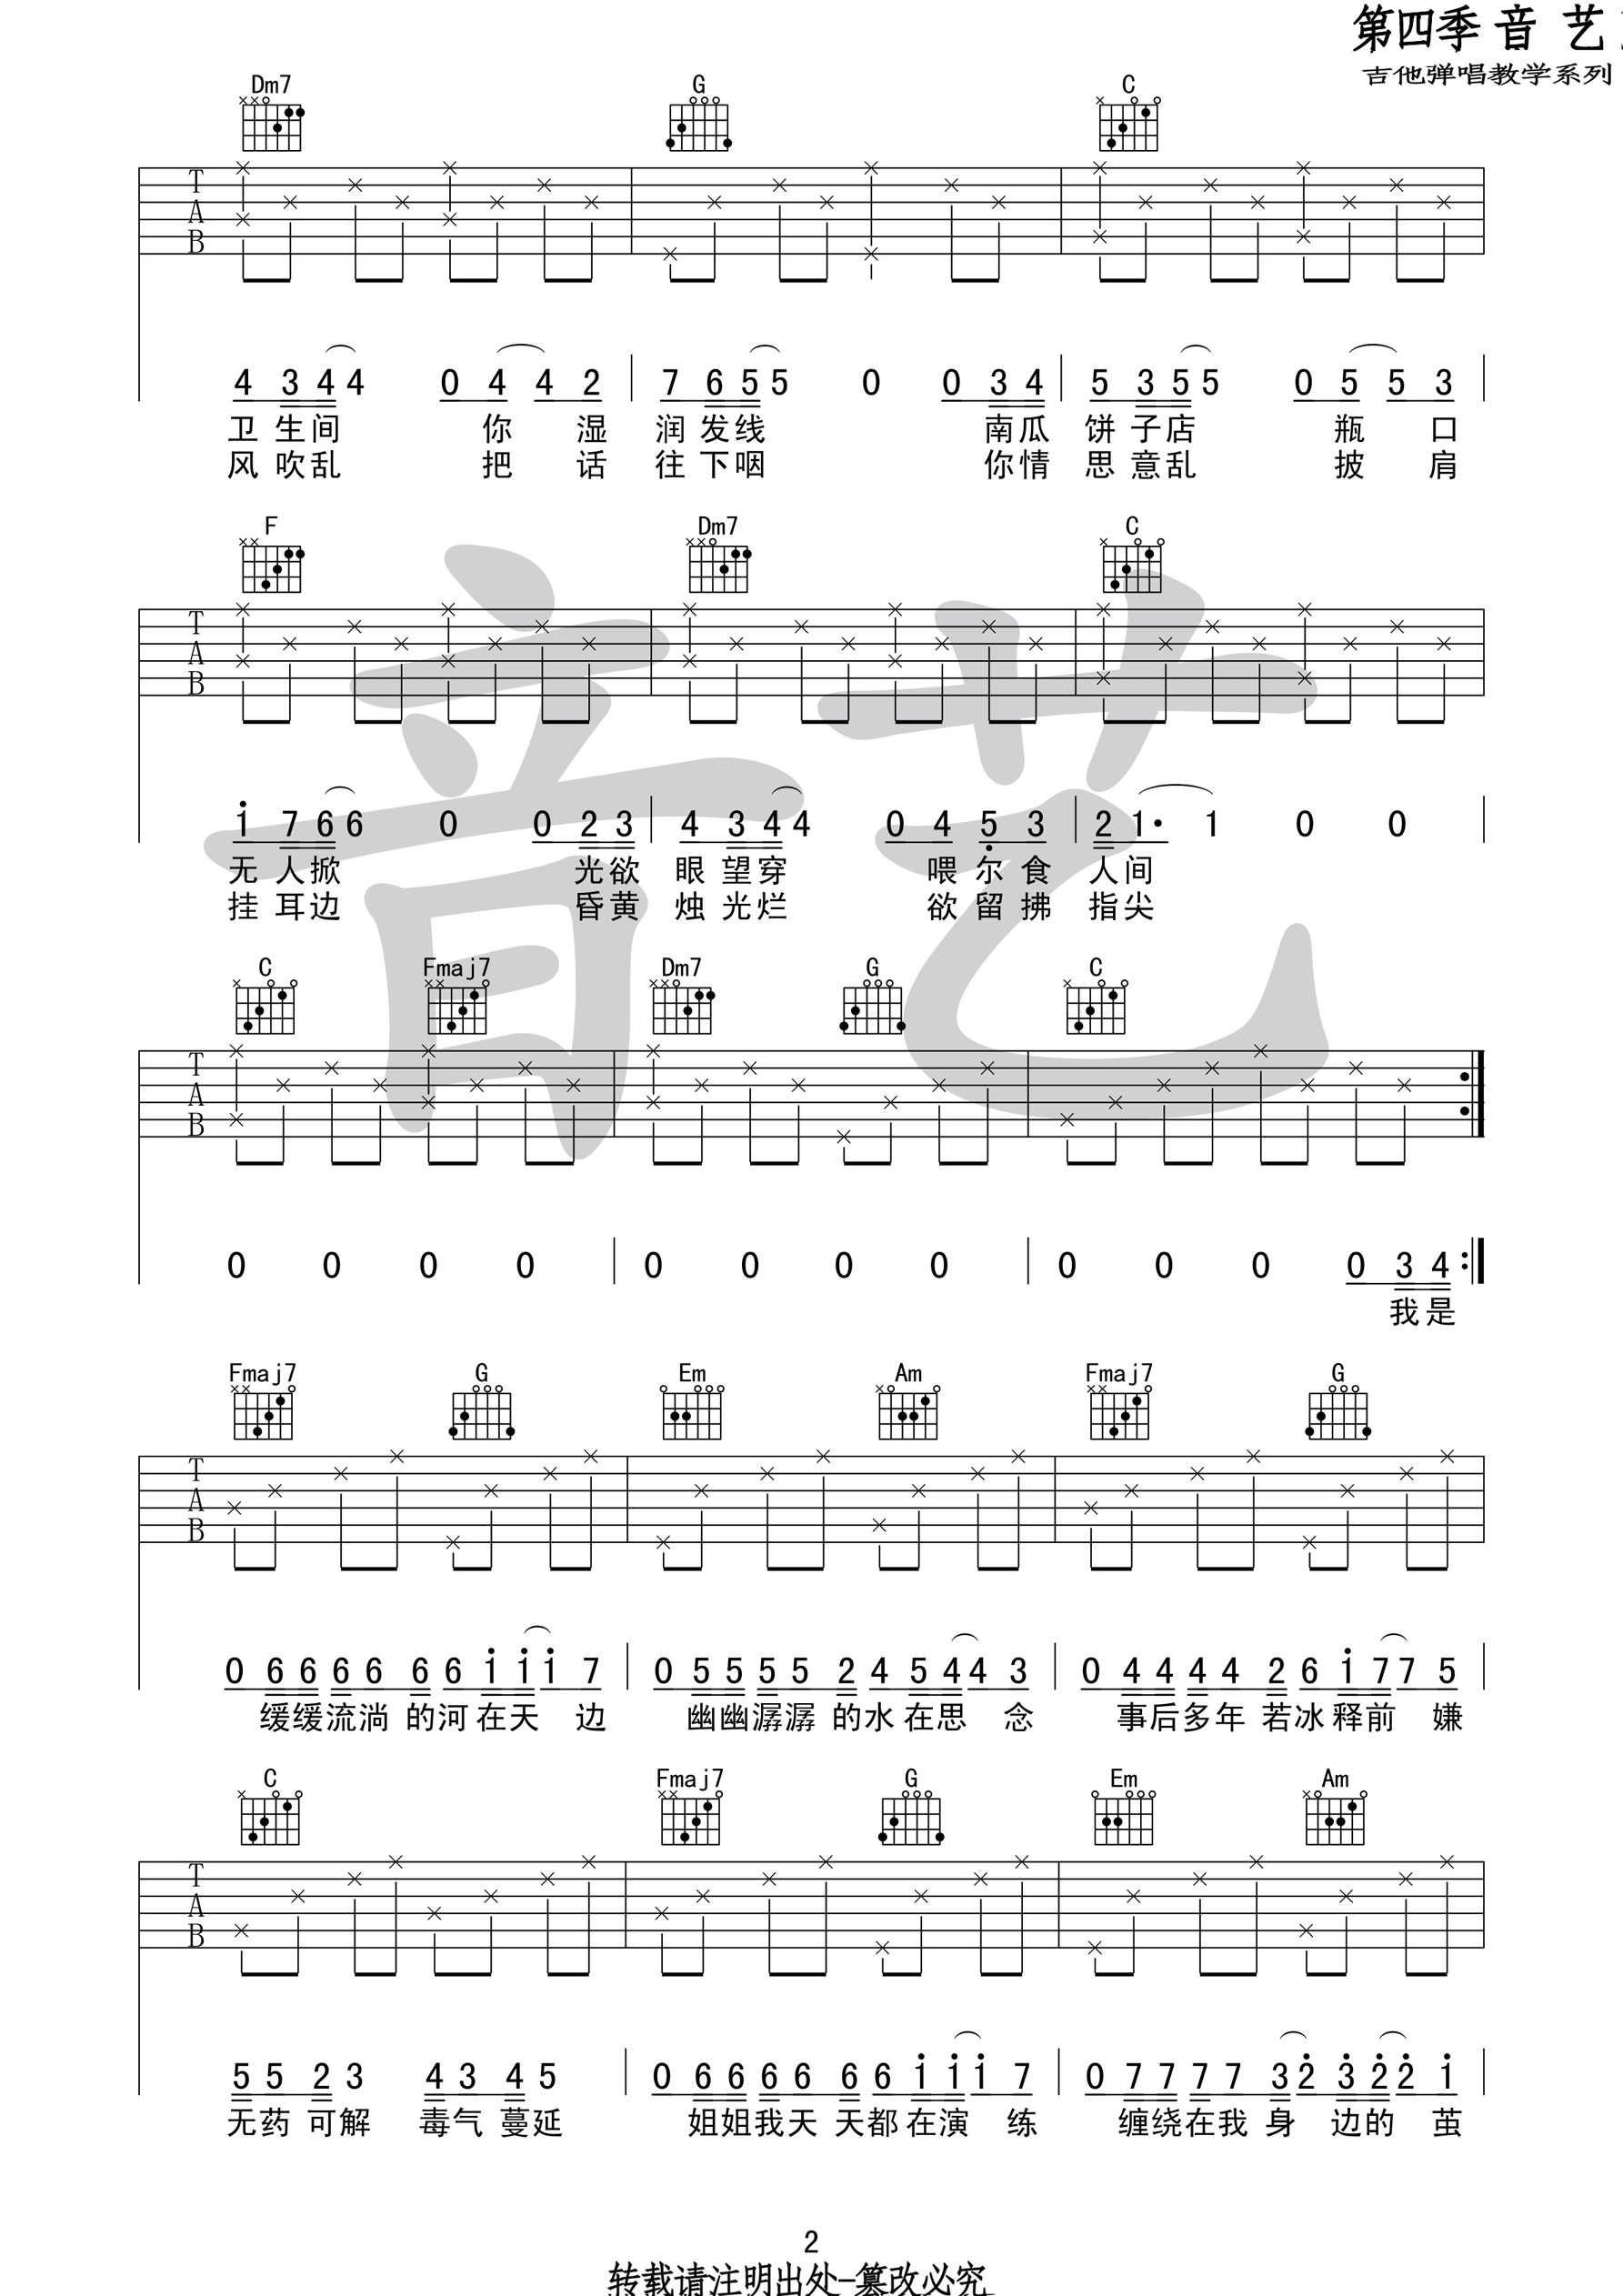 第四季 音 艺
吉他弹唱教学系列
Dm7 G C
T
A
B
4 3 4 4 0 4 4 2 7 6 5 5 0 0 3 4 5 3 5 5 0 5 5 3
卫 生 间 你 湿 润 发 线 南 瓜 饼 子 店 瓶 口
风 吹 乱 把 话 往 下 咽 你 情 思 意 乱 披 肩
F Dm7 C
T
A
B
1 7 6 6 0 0 2 3 4 3 4 4 0 4 5 3 2 1· 1 0 0
无 人 掀 光 欲 眼 望 穿 喂 尔 食 人 间
挂 耳 边 昏 黄 烛 光 烂 欲 留 拂 指 尖
音艺
C Fmaj7 Dm7 G C
T
A
B
0 0 0 0 0 0 0 0 0 0 0 0 3 4
我 是
Fmaj7 G Em Am Fmaj7 G
T
A
B
0 6 6 6 6 6 6 1 1 1 7 0 5 5 5 5 2 4 5 4 4 3 0 4 4 4 4 2 6 1 7 7 5
缓 缓 流 淌 的 河 在 天 边 幽 幽 潺 潺 的 水 在 思 念 事 后 多 年 若 冰 释 前 嫌
C Fmaj7 G Em Am
T
A
B
5 5 2 3 4 3 4 5 0 6 6 6 6 6 6 1 1 1 7 0 7 7 7 7 3 2 3 2 2 1
无 药 可 解 毒 气 蔓 延 姐 姐 我 天 天 都 在 演 练 缠 绕 在 我 身 边 的 茧
2
转载请注明出处-篡改必究